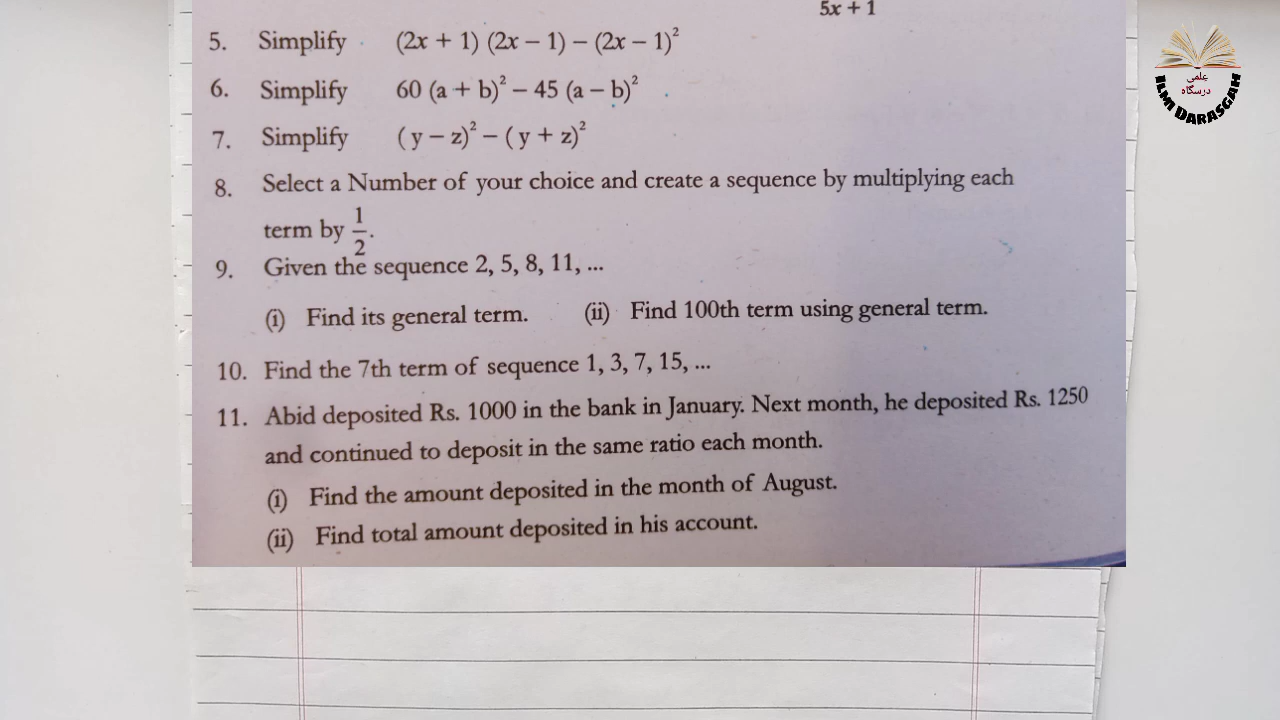 5x + 1
5. Simplify (2x + 1) (2x – 1) – (2x – 1)²
6. Simplify 60 (a + b)² – 45 (a – b)²
7. Simplify ( y – z)² – ( y + z)²
8. Select a Number of your choice and create a sequence by multiplying each
term by 1/2.
9. Given the sequence 2, 5, 8, 11, ...
(i) Find its general term. (ii) Find 100th term using general term.
10. Find the 7th term of sequence 1, 3, 7, 15, ...
11. Abid deposited Rs. 1000 in the bank in January. Next month, he deposited Rs. 1250
and continued to deposit in the same ratio each month.
(i) Find the amount deposited in the month of August.
(ii) Find total amount deposited in his account.
علمی
درسگاہ
ILM DARASGAH